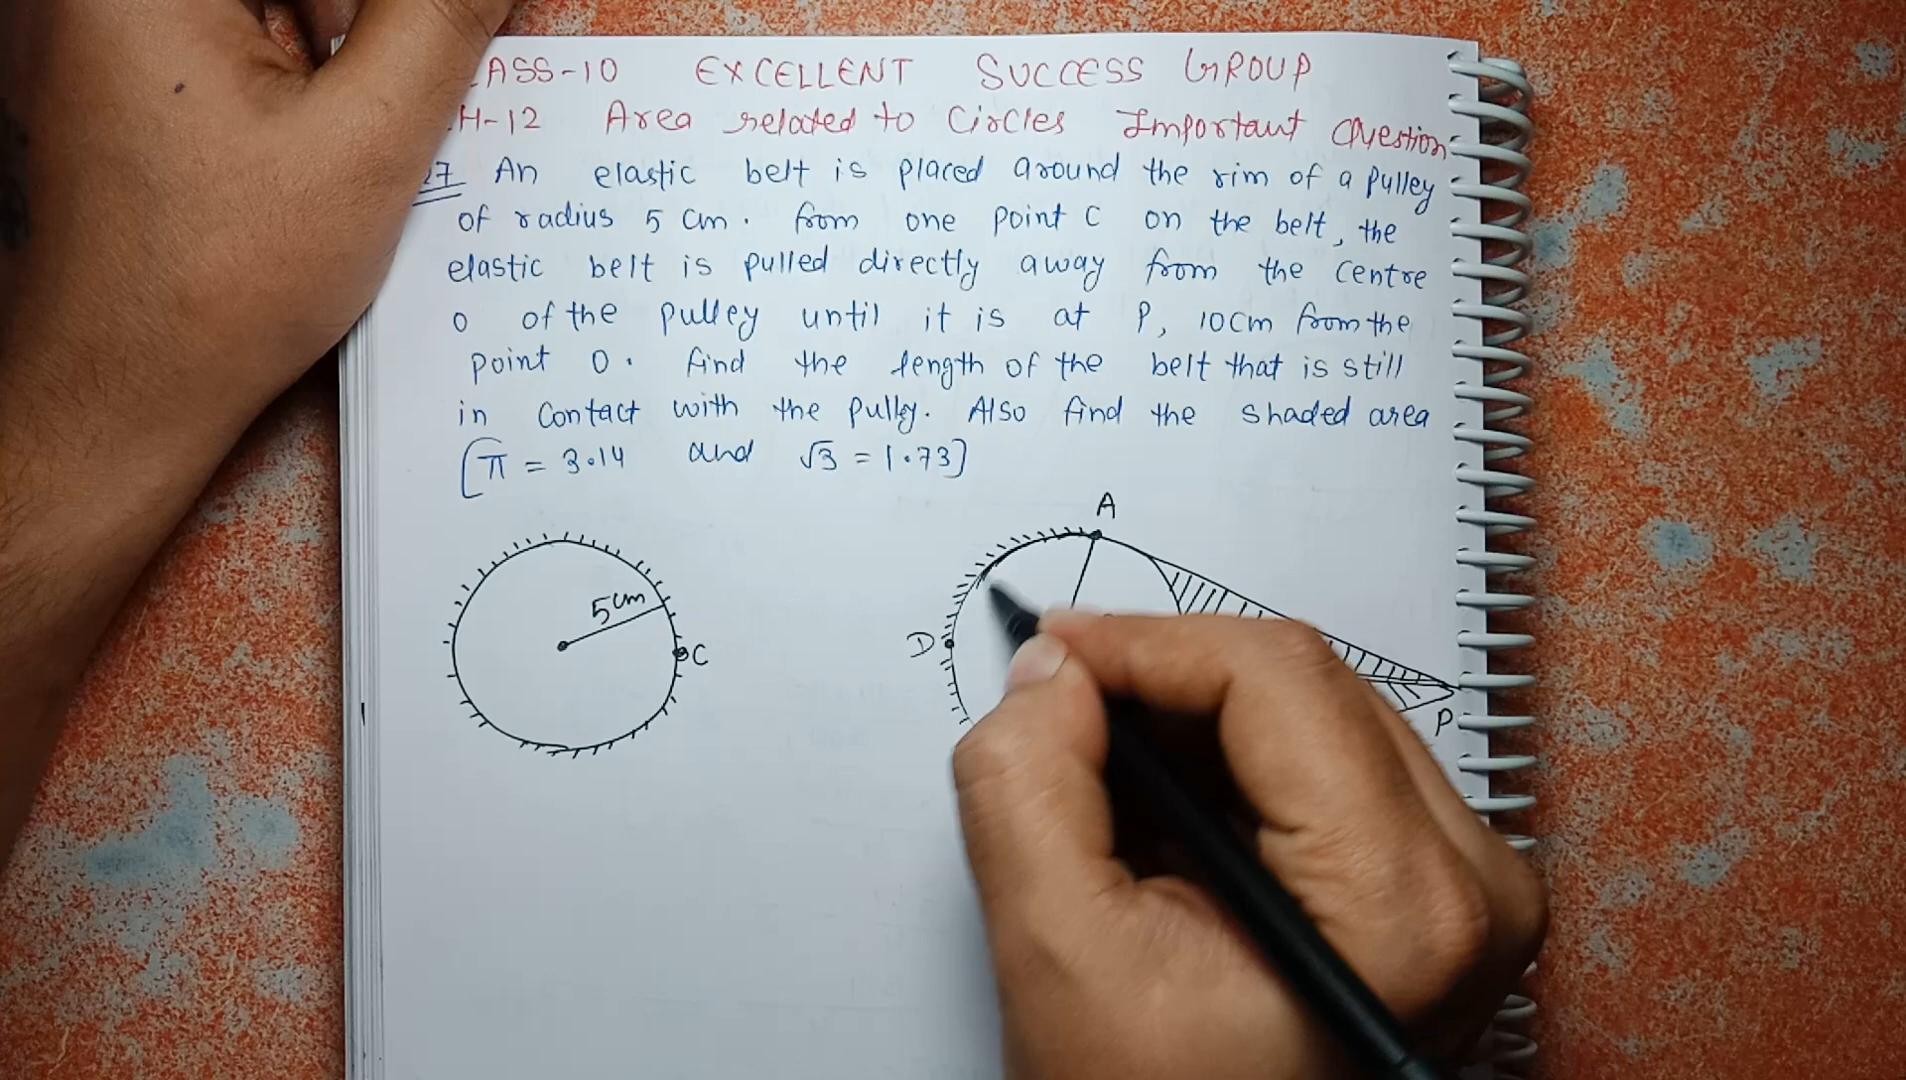 ASS-10 EXCELLENT SUCCESS GROUP
H-12 Area related to Circles Important Question
27 An elastic belt is placed around the rim of a pulley
of radius 5 cm. from one point C on the belt, the
elastic belt is pulled directly away from the centre
O of the pulley until it is at P, 10cm from the
point O. find the length of the belt that is still
in contact with the pully. Also find the shaded area
[π = 3.14 and √3 = 1.73]
A
5cm
D
C
P